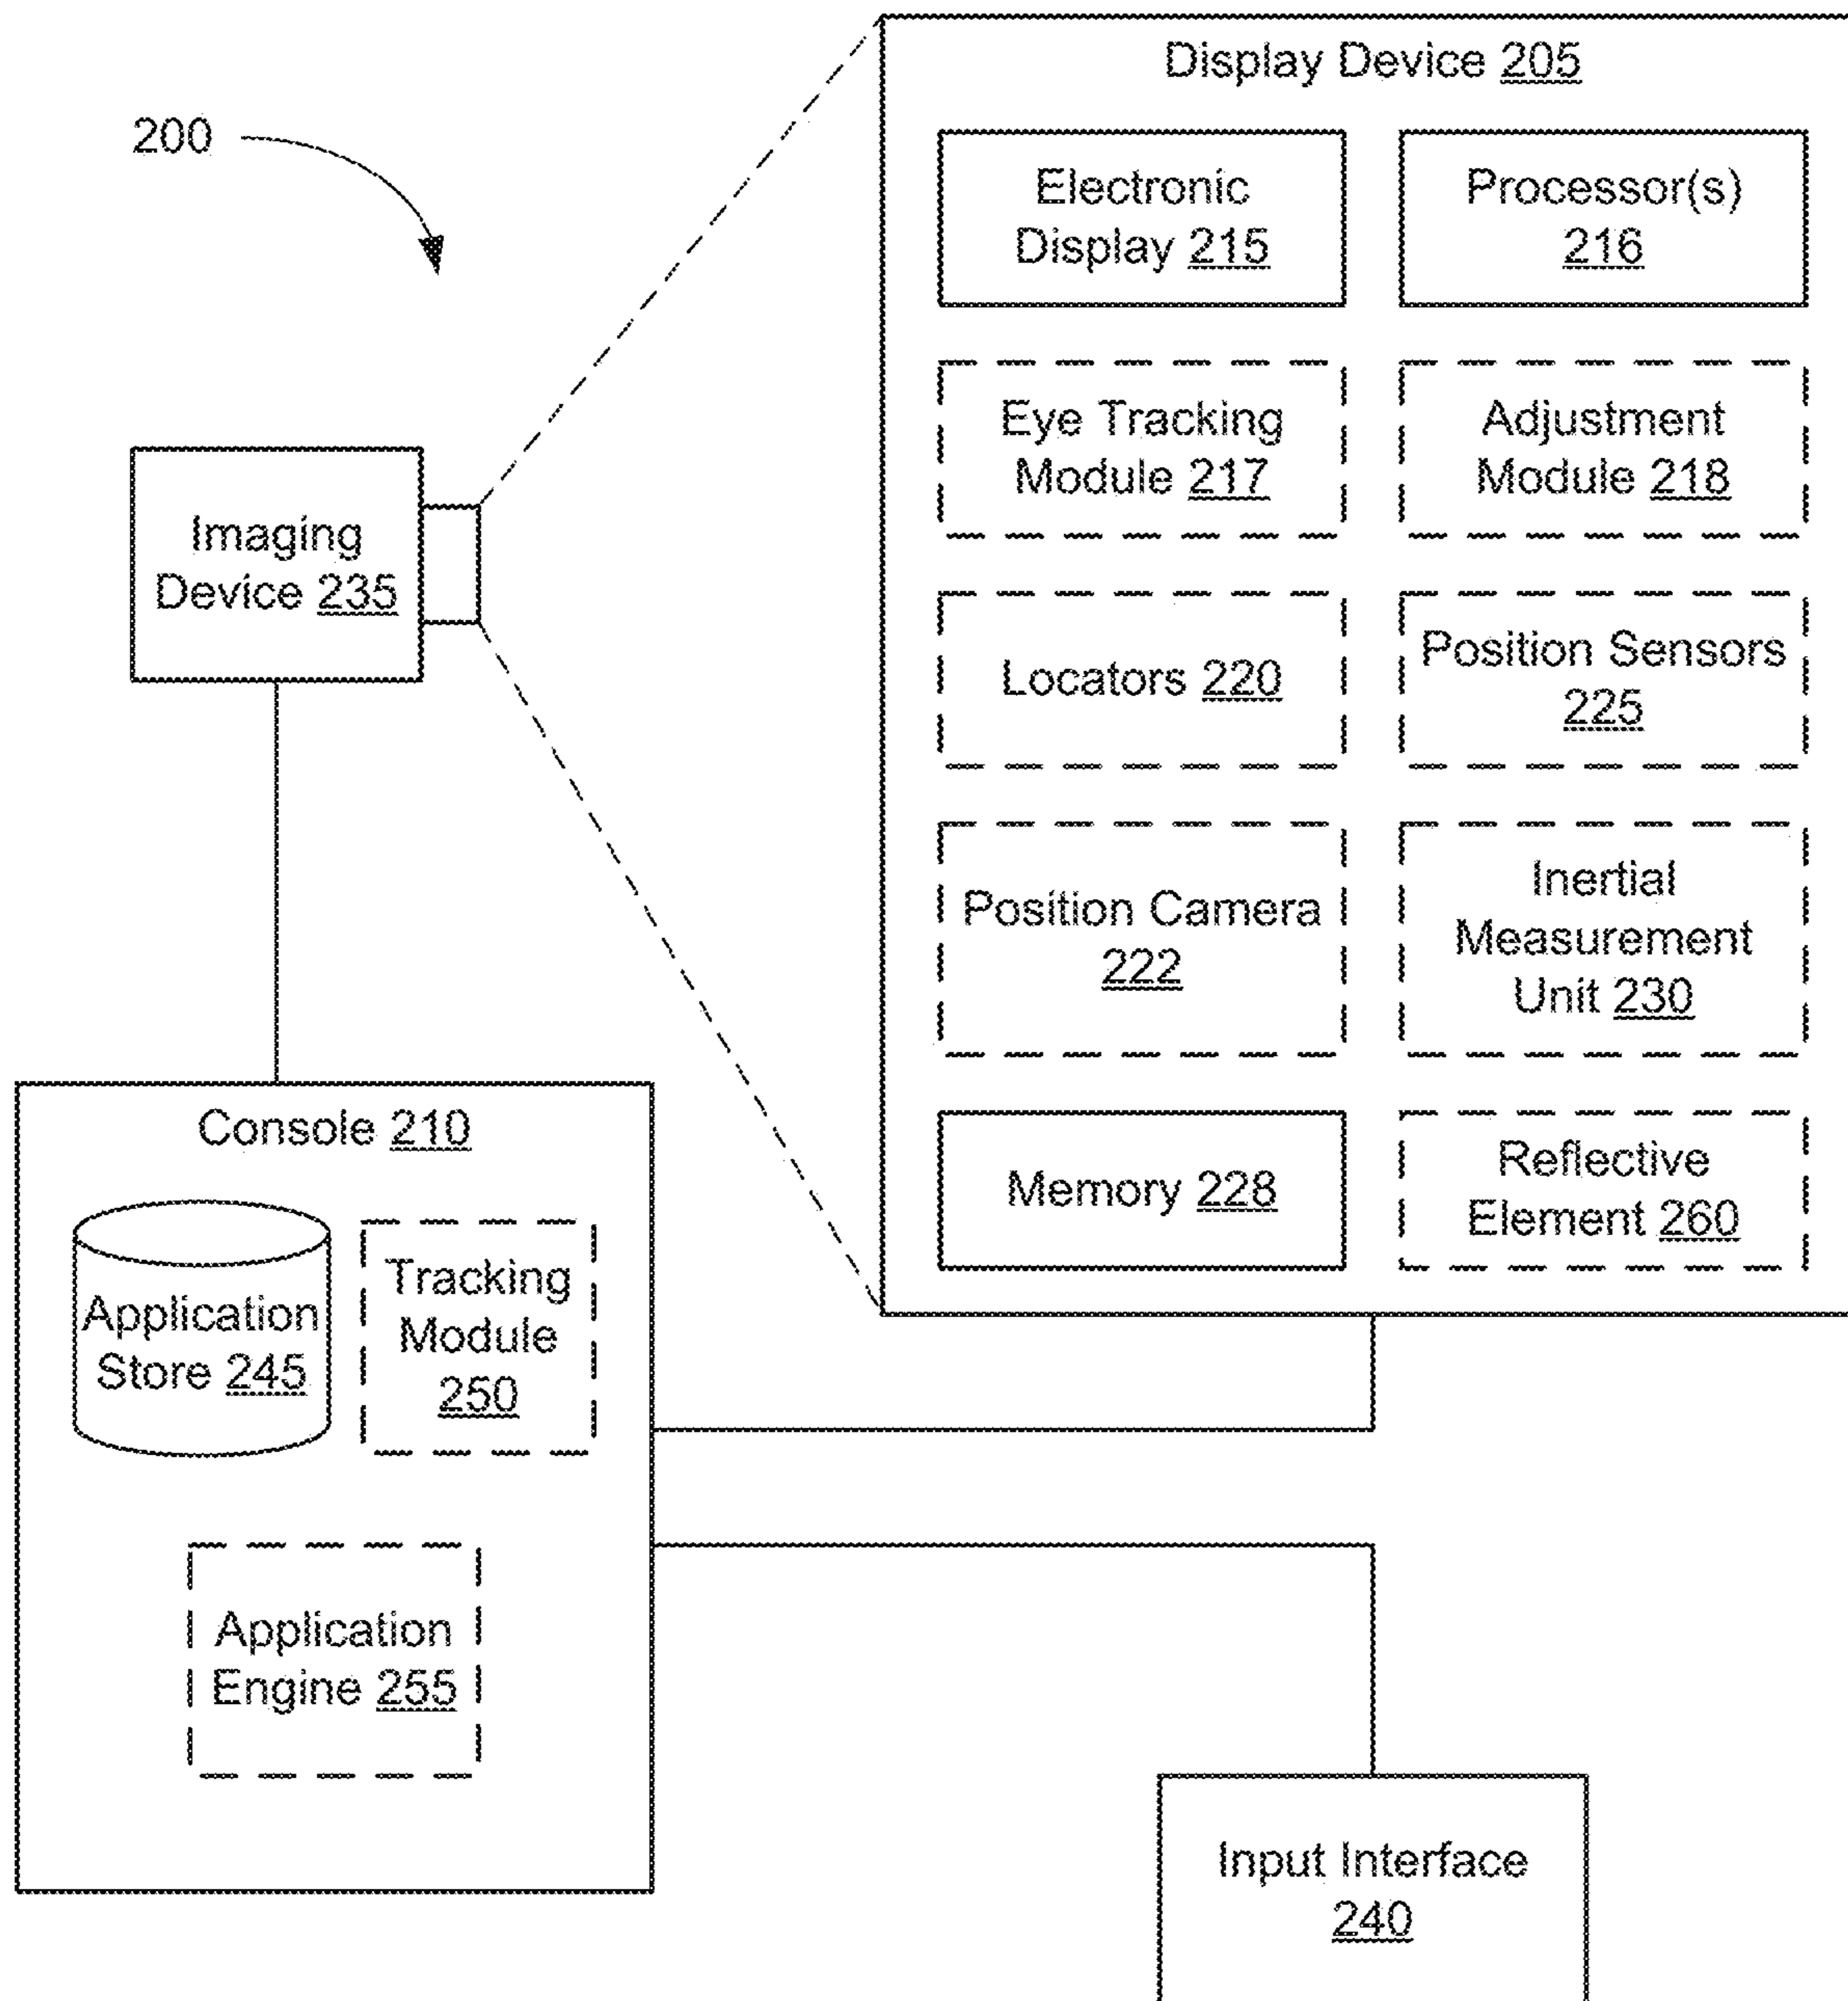 200
Display Device 205
Electronic
Display 215
Processor(s)
216
Eye Tracking
Module 217
Adjustment
Module 218
Locators 220
Position Sensors
225
Position Camera
222
Inertial
Measurement
Unit 230
Memory 228
Reflective
Element 260
Imaging
Device 235
Console 210
Application
Store 245
Tracking
Module
250
Application
Engine 255
Input Interface
240